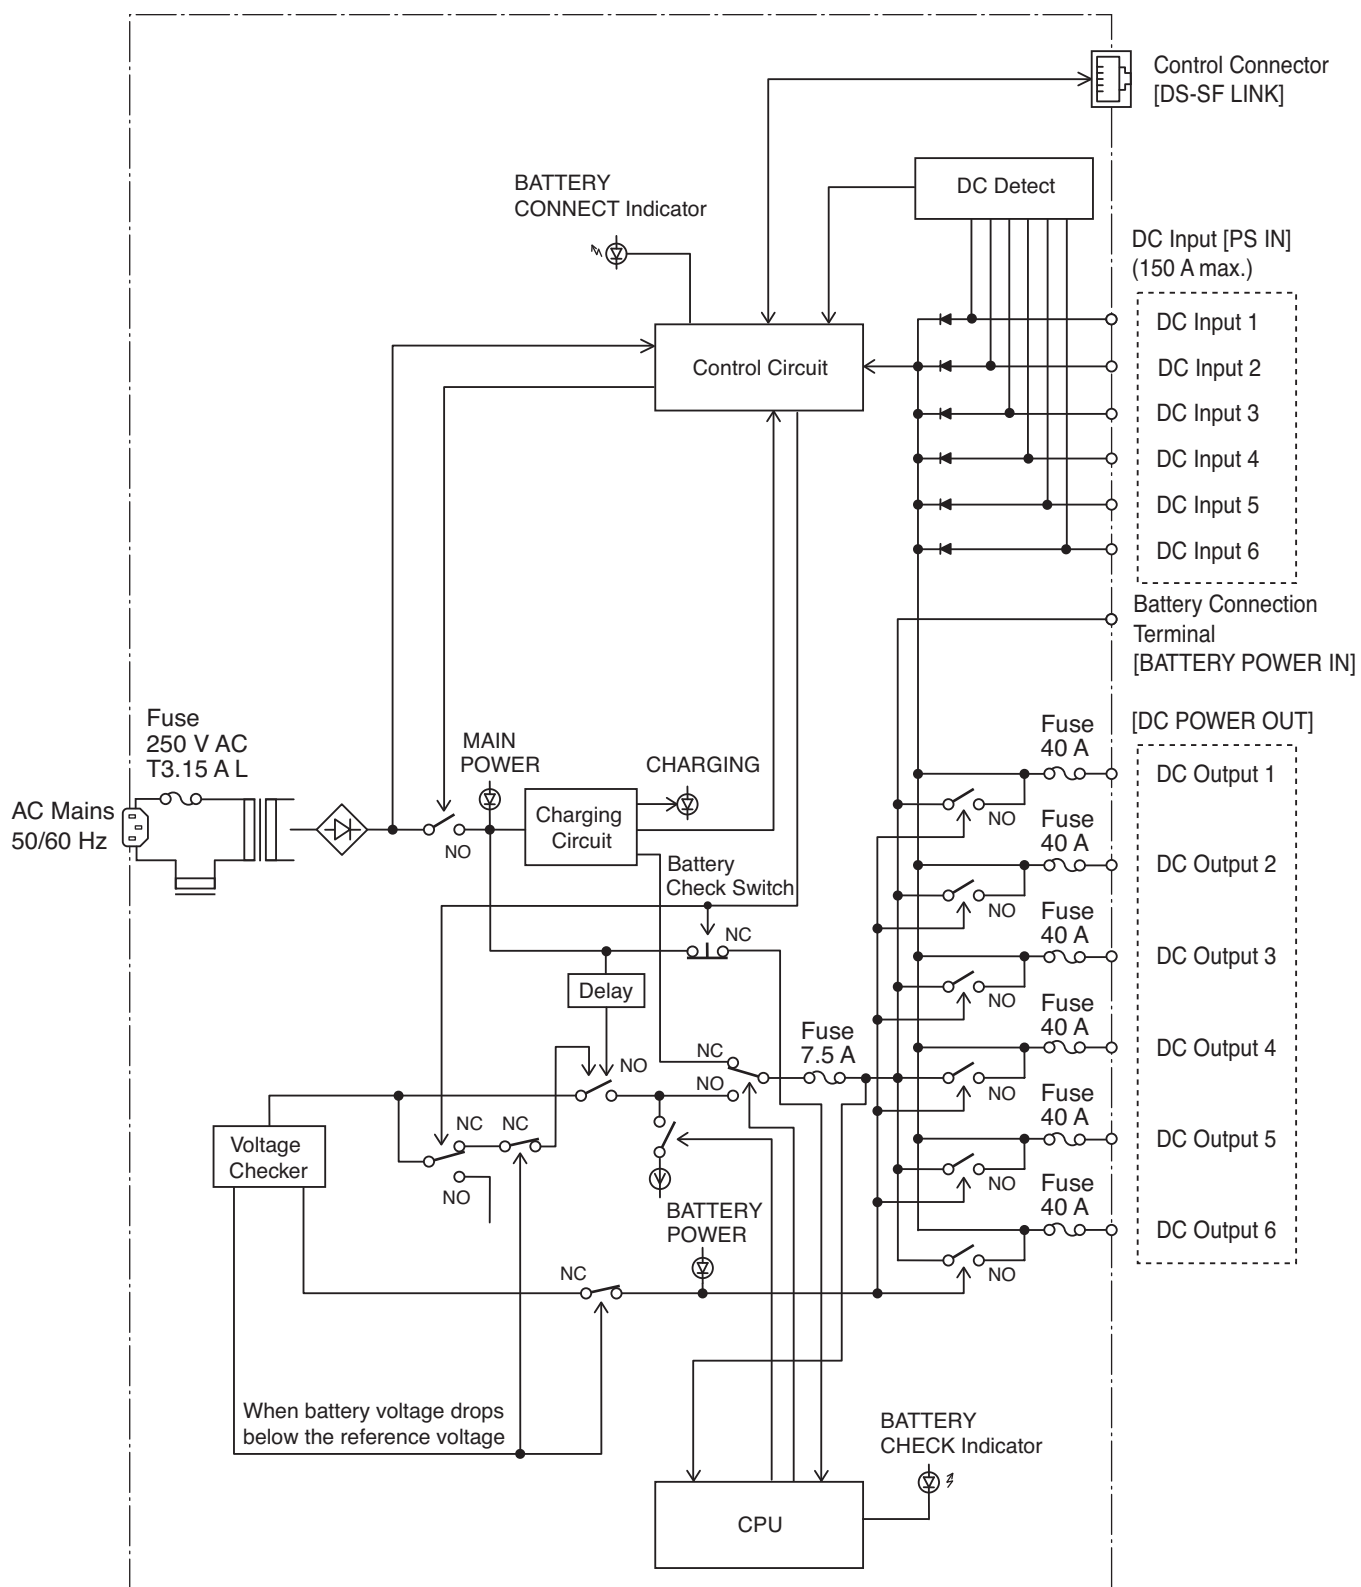 Control Connector
[DS-SF LINK]
DC Detect
BATTERY
CONNECT Indicator
DC Input [PS IN]
(150 A max.)
DC Input 1
Control Circuit
DC Input 2
DC Input 3
DC Input 4
DC Input 5
DC Input 6
Battery Connection
Terminal
[BATTERY POWER IN]
Fuse
250 V AC
T3.15 A L
AC Mains
50/60 Hz
MAIN
POWER
NO
Charging
Circuit
CHARGING
Battery
Check Switch
NC
Delay
[DC POWER OUT]
Fuse
40 A
DC Output 1
NO
Fuse
40 A
DC Output 2
NO
Fuse
40 A
DC Output 3
NO
Fuse
40 A
DC Output 4
NO
Fuse
40 A
DC Output 5
NO
Fuse
40 A
DC Output 6
NO
Fuse
7.5 A
NC
NO
NO
Voltage
Checker
NC
NC
NO
BATTERY
POWER
NC
When battery voltage drops
below the reference voltage
BATTERY
CHECK Indicator
CPU